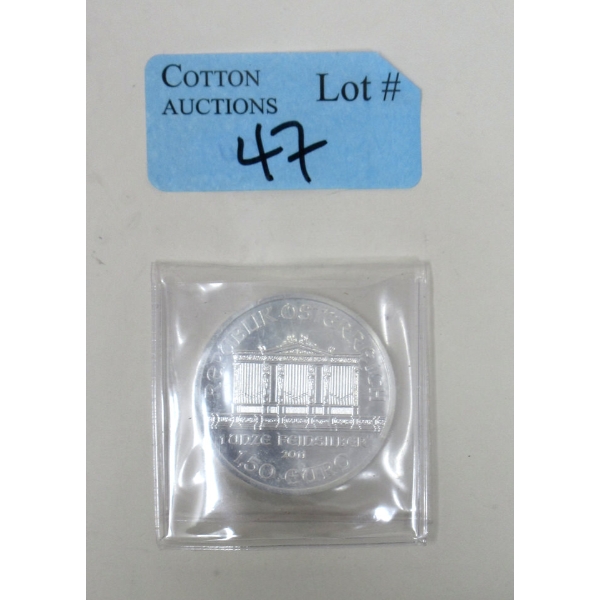 COTTON
AUCTIONS
Lot #
47
REPUBLIK ÖSTERREICH
1 UNZE FEINSILBER
2011
1,50 EURO